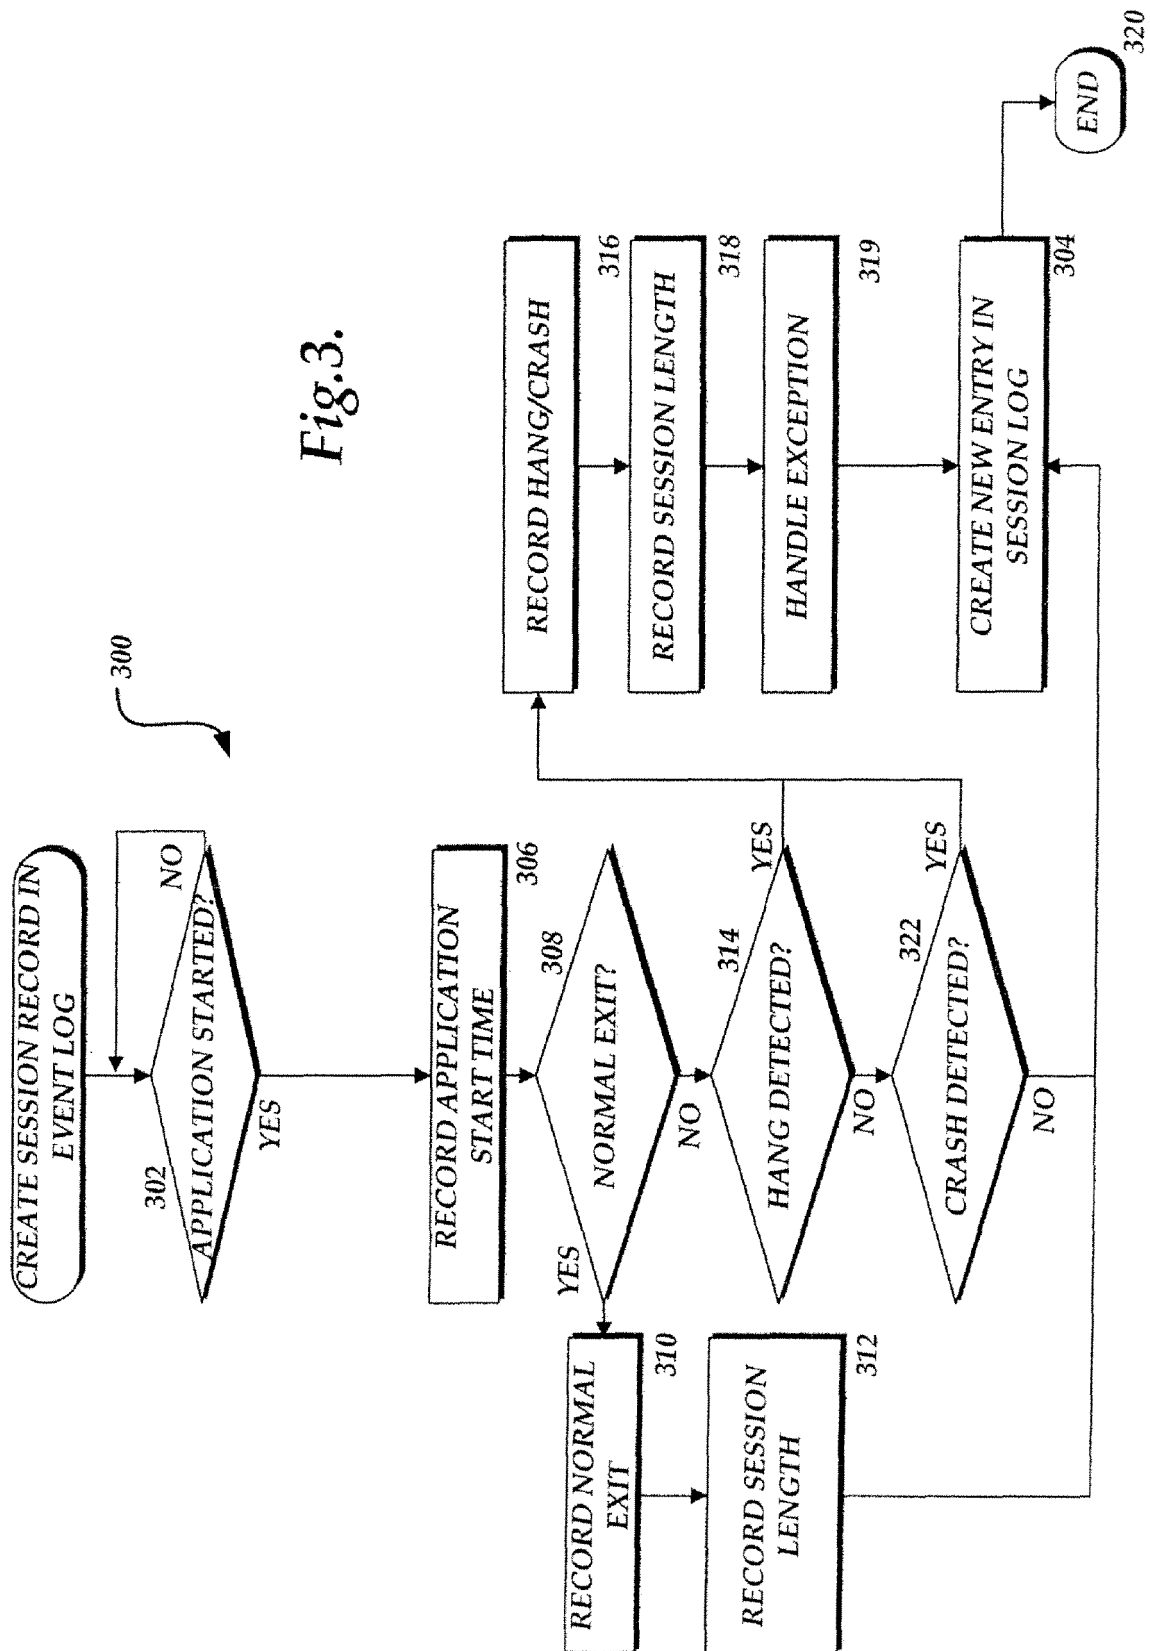 CREATE SESSION RECORD IN
EVENT LOG
300
302
APPLICATION STARTED?
NO
YES
Fig.3.
RECORD APPLICATION
START TIME
306
308
NORMAL EXIT?
YES
NO
RECORD NORMAL
EXIT
310
RECORD SESSION
LENGTH
312
314
HANG DETECTED?
YES
NO
322
CRASH DETECTED?
YES
NO
RECORD HANG/CRASH
316
RECORD SESSION LENGTH
318
HANDLE EXCEPTION
319
CREATE NEW ENTRY IN
SESSION LOG
304
END
320